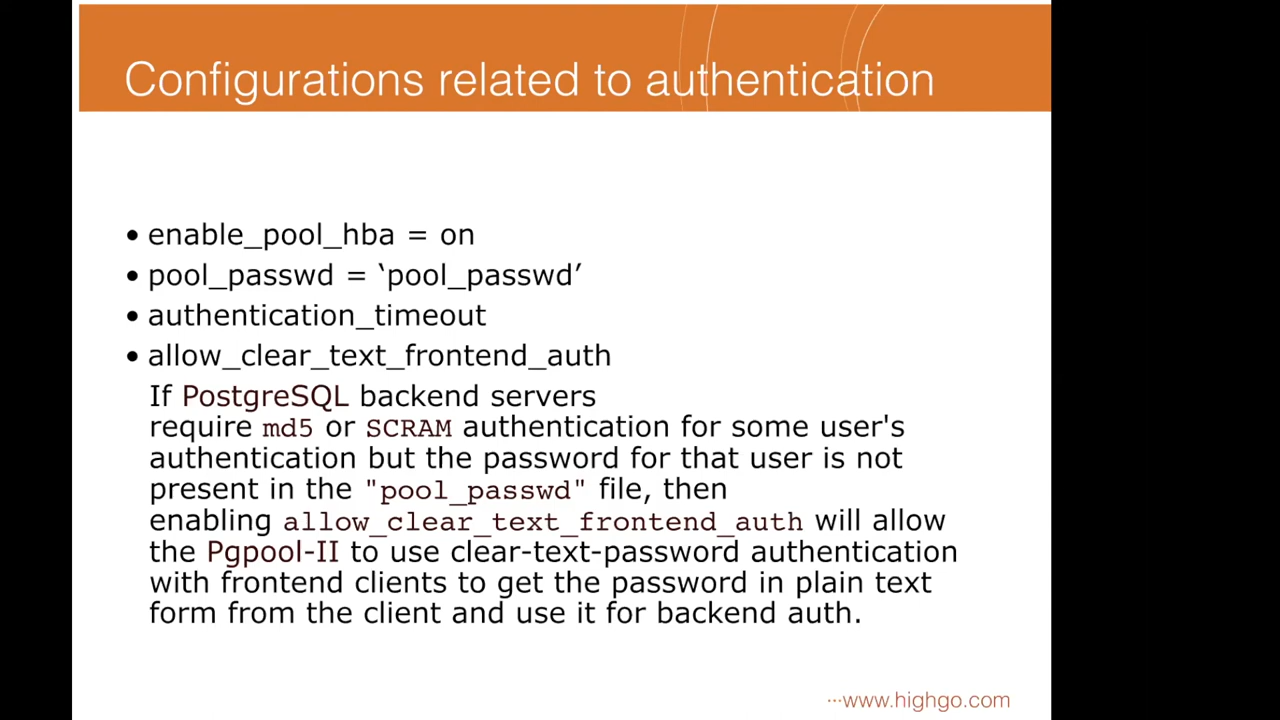 Configurations related to authentication
• enable_pool_hba = on
• pool_passwd = ‘pool_passwd’
• authentication_timeout
• allow_clear_text_frontend_auth
If PostgreSQL backend servers
require md5 or SCRAM authentication for some user's
authentication but the password for that user is not
present in the "pool_passwd" file, then
enabling allow_clear_text_frontend_auth will allow
the Pgpool-II to use clear-text-password authentication
with frontend clients to get the password in plain text
form from the client and use it for backend auth.
···www.highgo.com